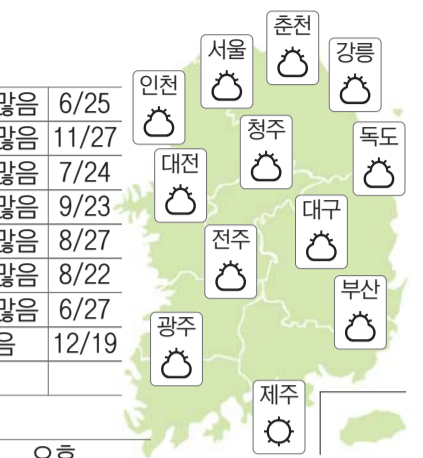 많음 6/25
많음 11/27
많음 7/24
많음 9/23
많음 8/27
많음 8/22
많음 6/27
음 12/19
춘천
서울
강릉
인천
청주
독도
대전
대구
전주
부산
광주
제주
오후